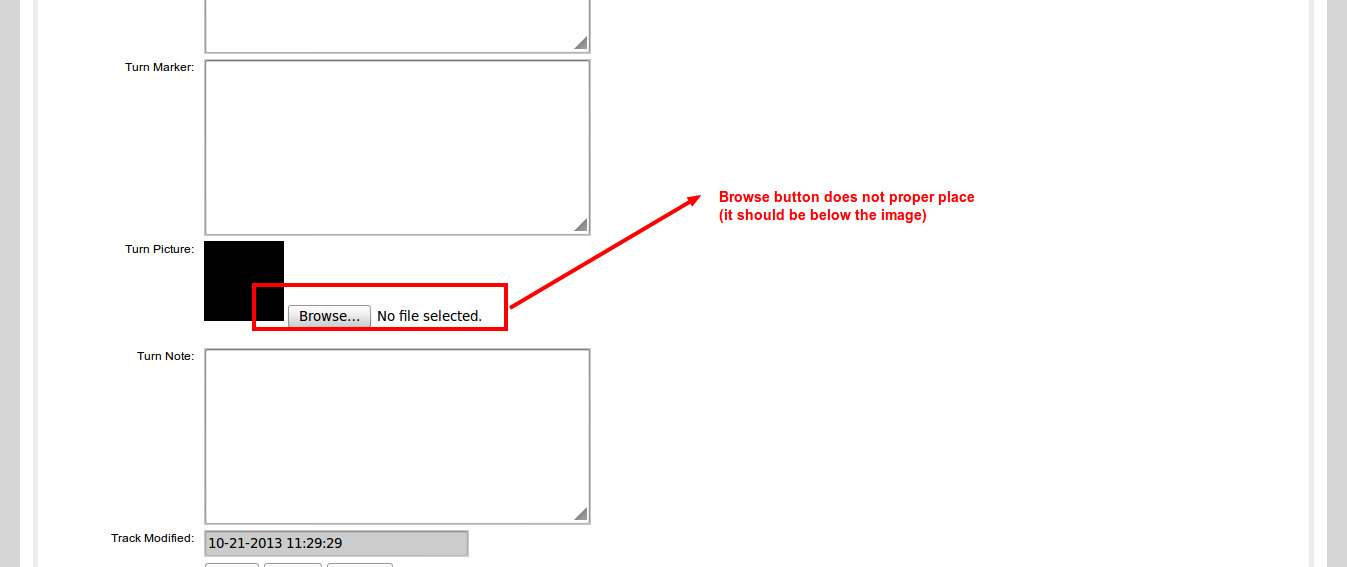 Turn Marker:
Browse button does not proper place
(it should be below the image)
Turn Picture:
Browse... No file selected.
Turn Note:
Track Modified: 10-21-2013 11:29:29